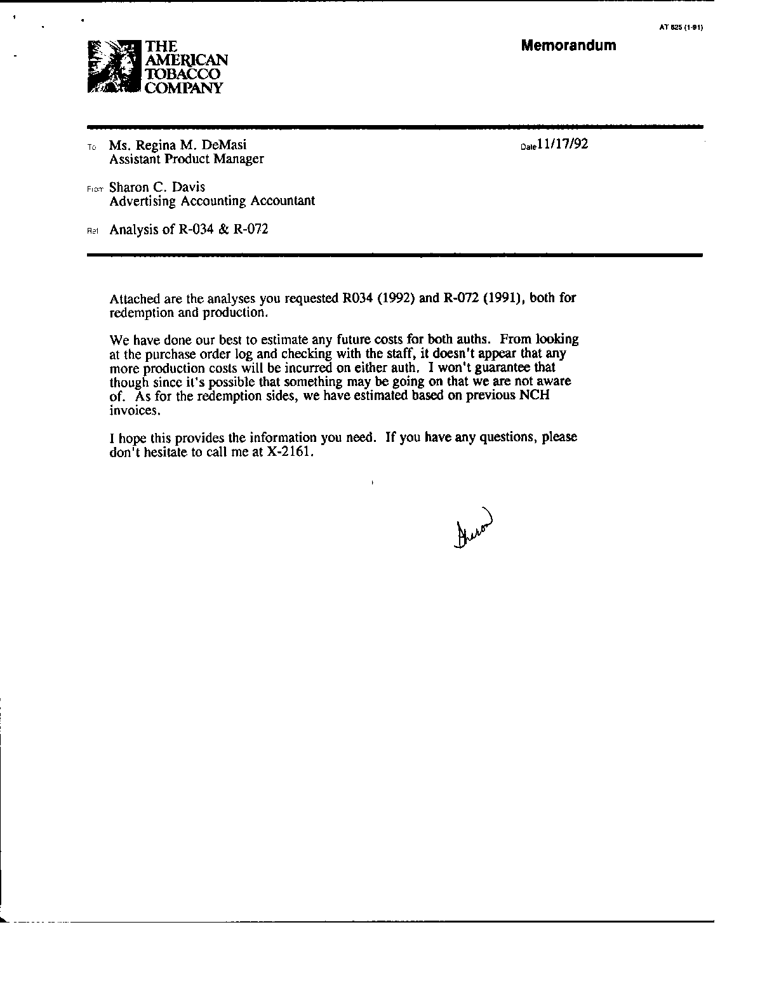 AT 825 (1-91)
THE
AMERICAN
TOBACCO
COMPANY
Memorandum
To Ms. Regina M. DeMasi
Assistant Product Manager
Date 11/17/92
From Sharon C. Davis
Advertising Accounting Accountant
Ref Analysis of R-034 & R-072
Attached are the analyses you requested R034 (1992) and R-072 (1991), both for
redemption and production.
We have done our best to estimate any future costs for both auths. From looking
at the purchase order log and checking with the staff, it doesn't appear that any
more production costs will be incurred on either auth. I won't guarantee that
though since it's possible that something may be going on that we are not aware
of. As for the redemption sides, we have estimated based on previous NCH
invoices.
I hope this provides the information you need. If you have any questions, please
don't hesitate to call me at X-2161.
Sharon